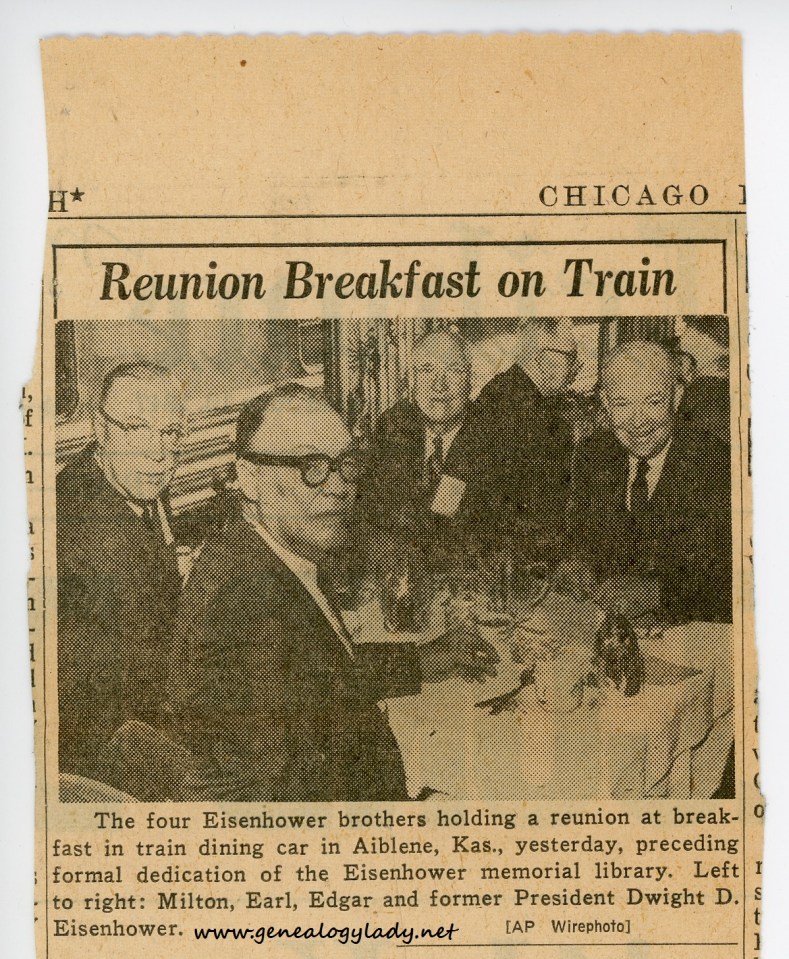 H★ CHICAGO
Reunion Breakfast on Train
The four Eisenhower brothers holding a reunion at break-
fast in train dining car in Aiblene, Kas., yesterday, preceding
formal dedication of the Eisenhower memorial library. Left
to right: Milton, Earl, Edgar and former President Dwight D.
Eisenhower. www.genealogylady.net [AP Wirephoto]